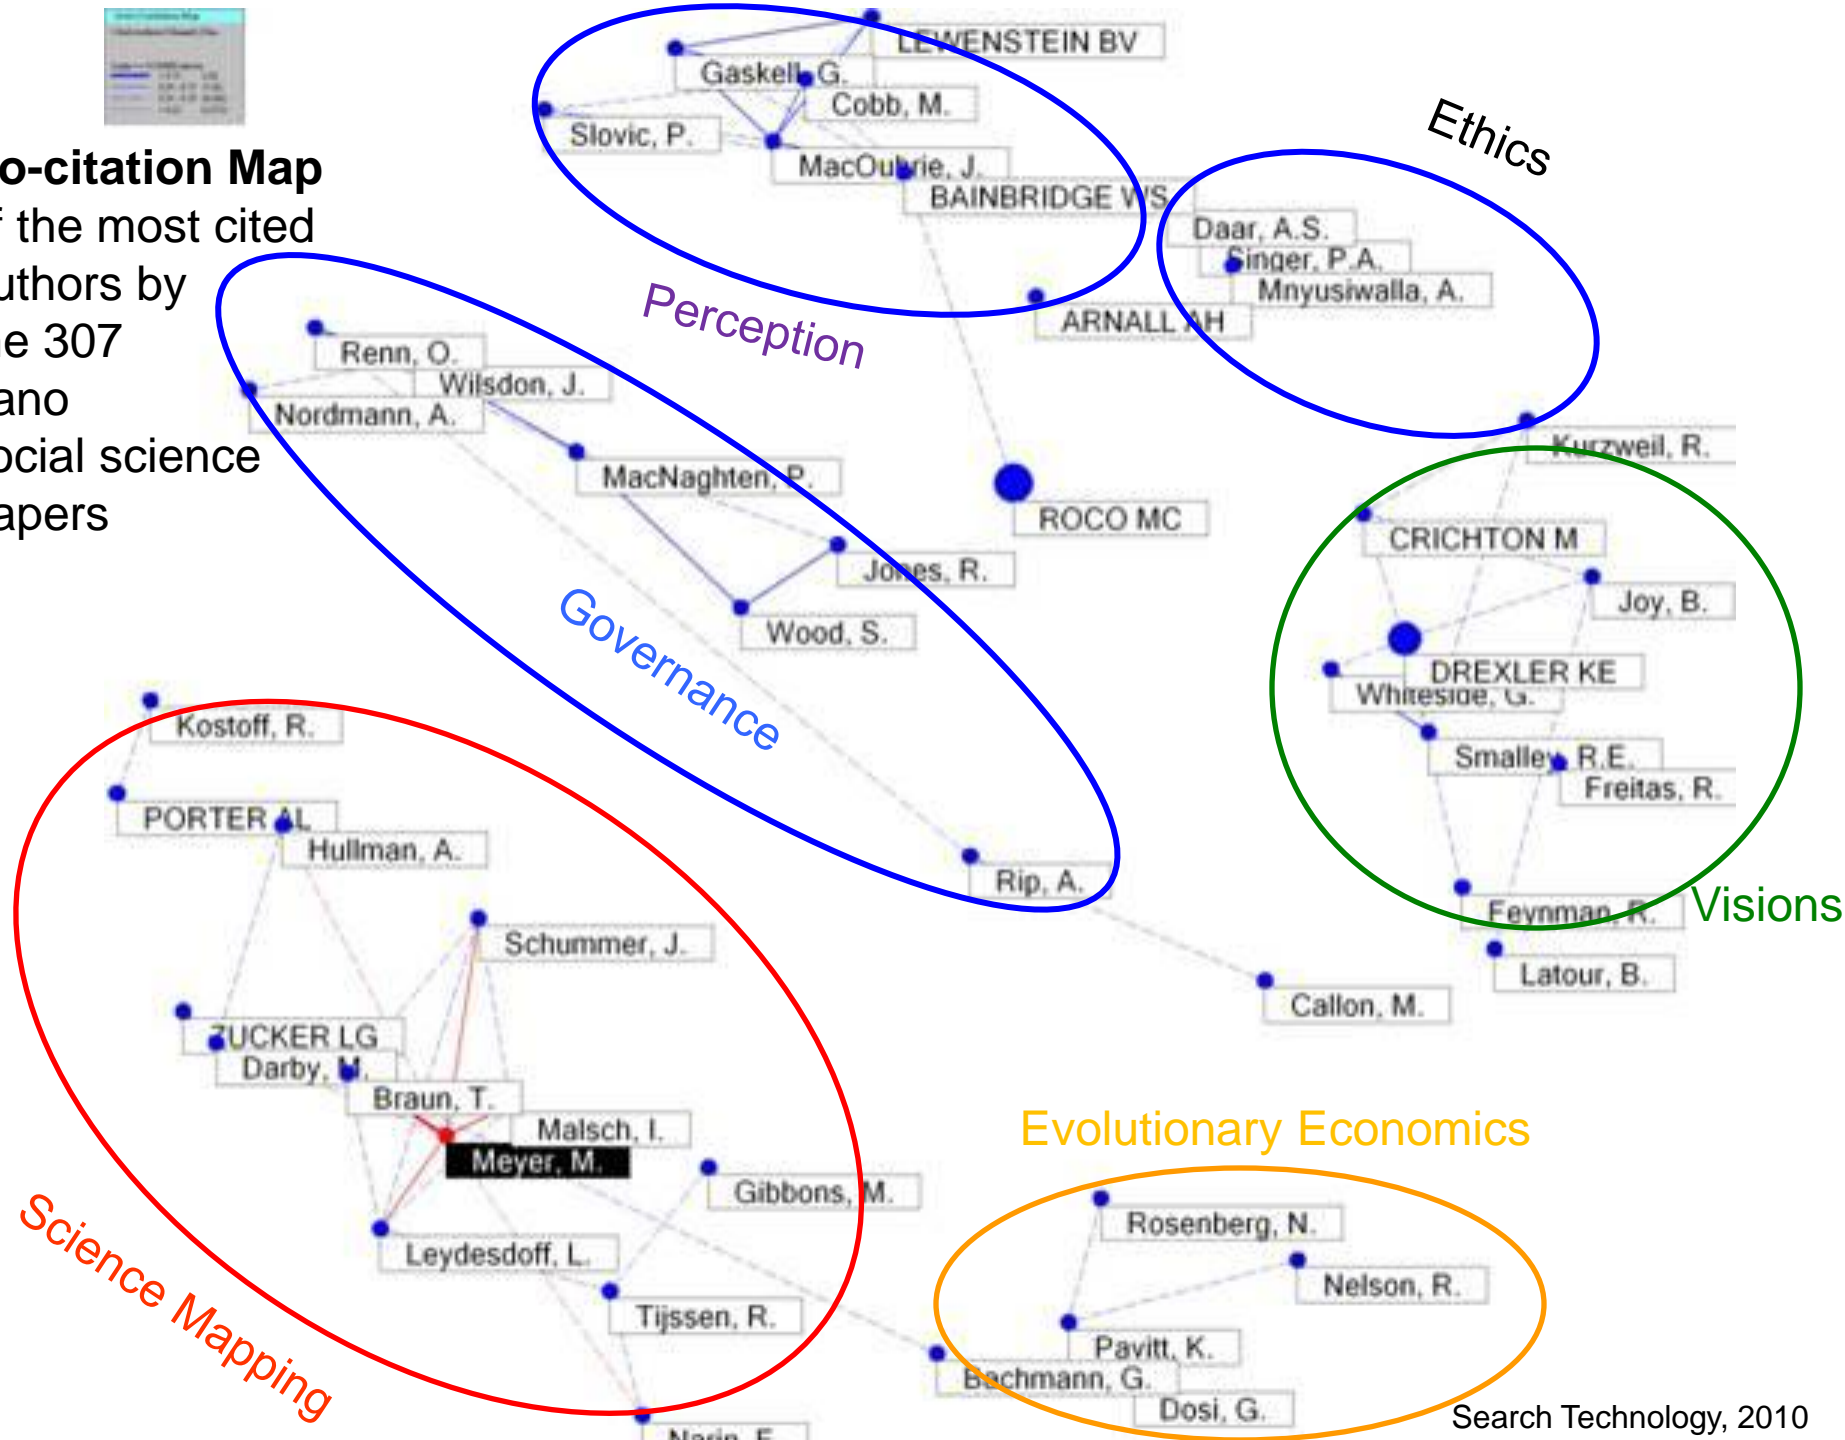 o-citation Map
f the most cited
uthors by
ne 307
ano
ocial science
apers
LEWENSTEIN BV
Gaskell, G.
Cobb, M.
Slovic, P.
MacOubrie, J.
BAINBRIDGE WS
Perception
Ethics
Daar, A.S.
Singer, P.A.
Mnyusiwalla, A.
ARNALL AH
Renn, O.
Wilsdon, J.
Nordmann, A.
MacNaghten, P.
Jones, R.
Wood, S.
Governance
Rip, A.
ROCO MC
Kurzweil, R.
CRICHTON M
Joy, B.
DREXLER KE
Whiteside, G.
Smalley, R.E.
Freitas, R.
Feynman, R.
Visions
Latour, B.
Callon, M.
Kostoff, R.
PORTER AL
Hullman, A.
Schummer, J.
ZUCKER LG
Darby, M.
Braun, T.
Malsch, I.
Meyer, M.
Gibbons, M.
Leydesdoff, L.
Tijssen, R.
Narin, F.
Science Mapping
Evolutionary Economics
Rosenberg, N.
Nelson, R.
Pavitt, K.
Bachmann, G.
Dosi, G.
Search Technology, 2010